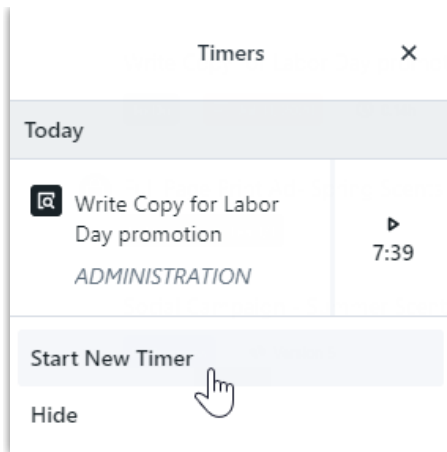 Timers
Today
Write Copy for Labor
Day promotion
ADMINISTRATION
7:39
Start New Timer
Hide